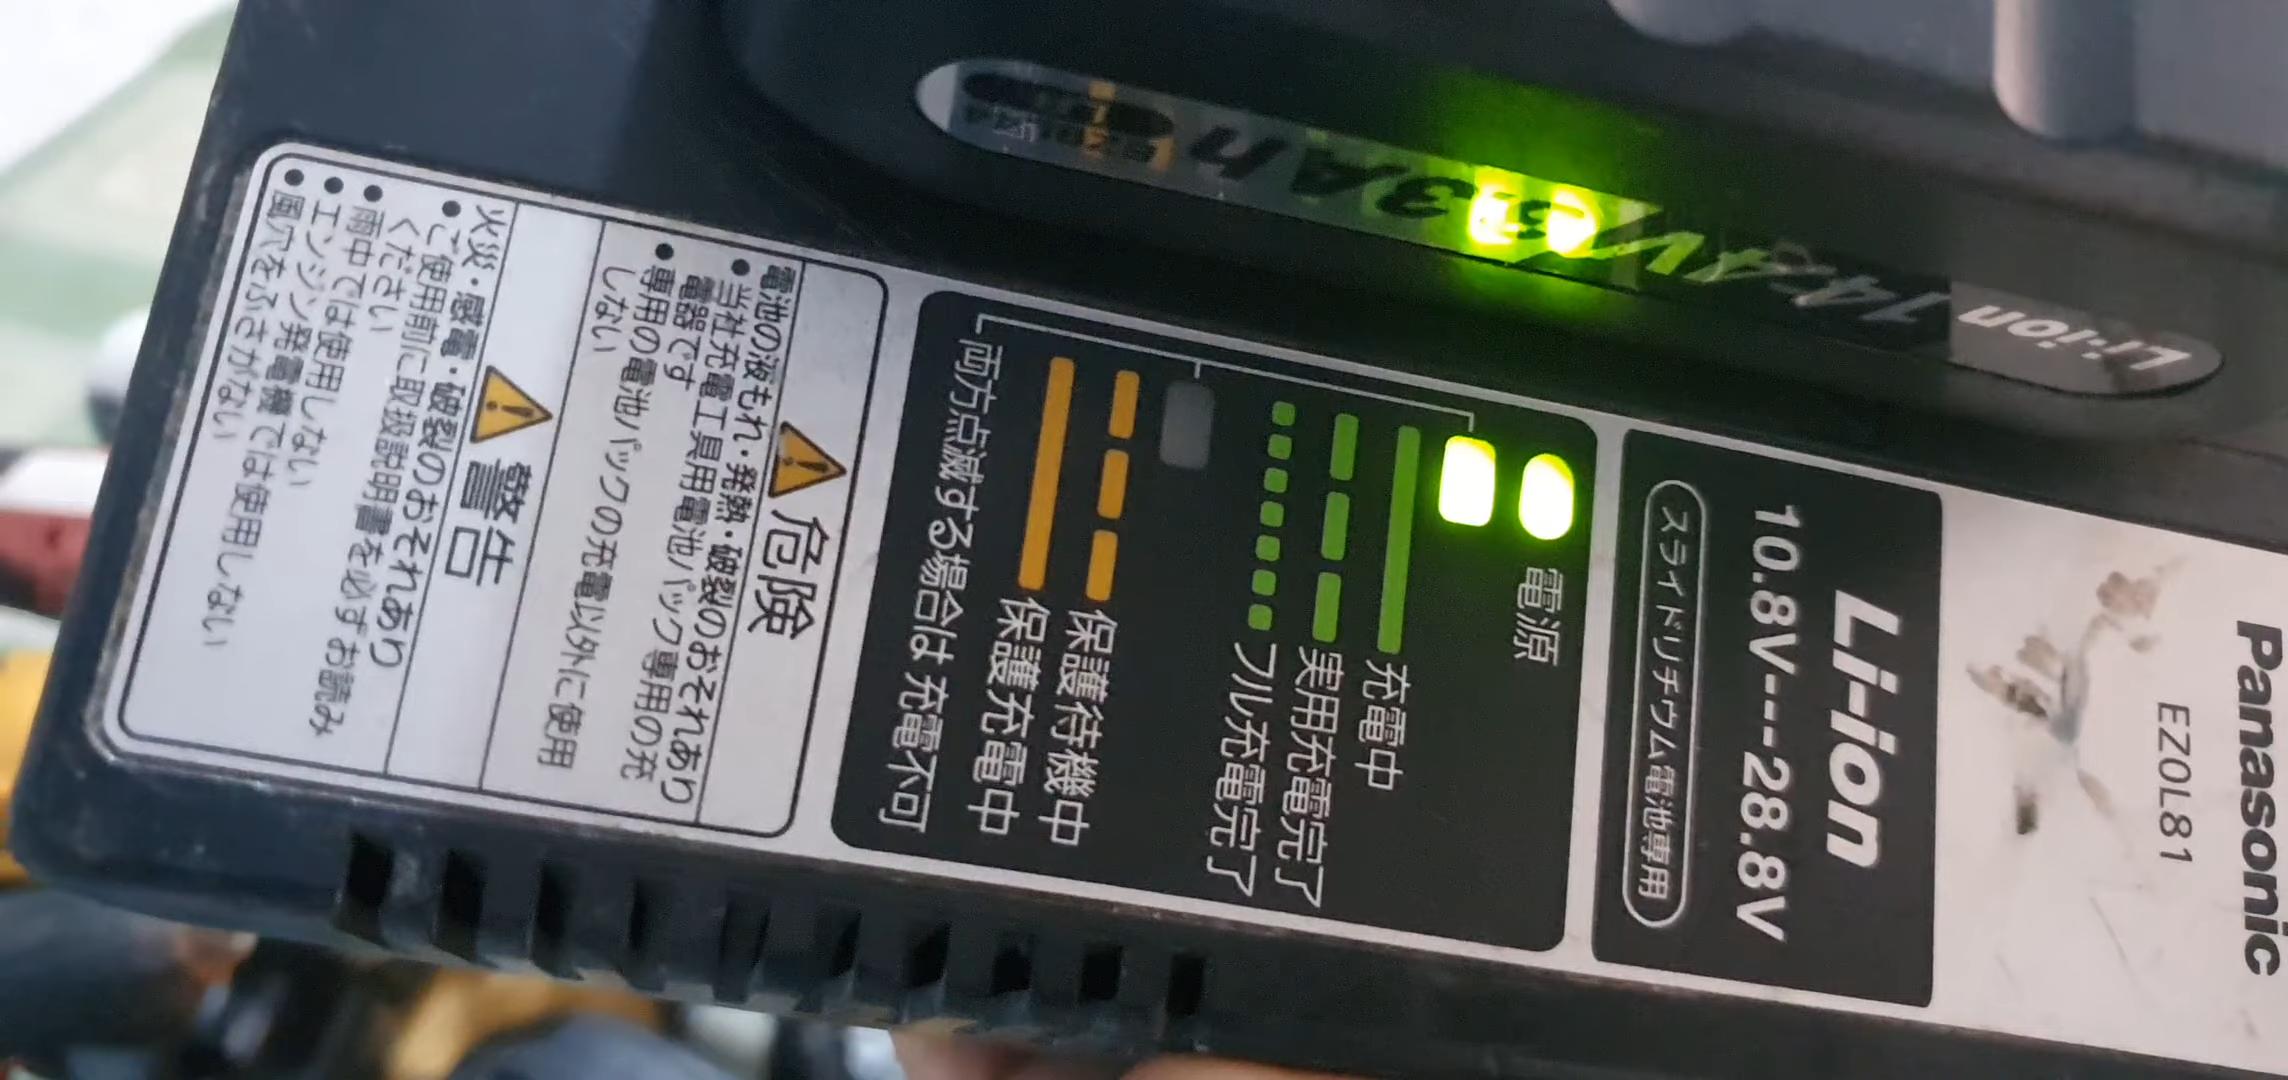 Panasonic
EZ0L81
Li-ion
10.8V---28.8V
スライド リチウム電池専用
電源
充電中
実用充電完了
フル充電完了
保護待機中
保護充電中
両方点滅する場合は充電不可
危険
電池の液もれ・発熱・破裂のおそれあり
●当社充電工具用電池パック専用の充
電器です
●専用の電池パックの充電以外に使用
しない
警告
火災・感電・破裂のおそれあり
●ご使用前に取扱説明書を必ずお読み
ください
●雨中では使用しない
●エンジン発電機では使用しない
●風穴をふさがない
Li-ion 14.4V 3.3Ah